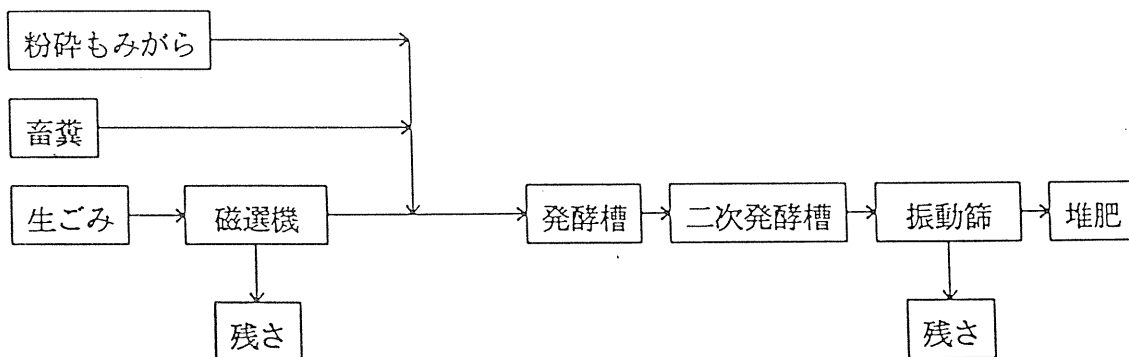 粉砕もみがら
畜糞
生ごみ
磁選機
発酵槽
二次発酵槽
振動篩
堆肥
残さ
残さ